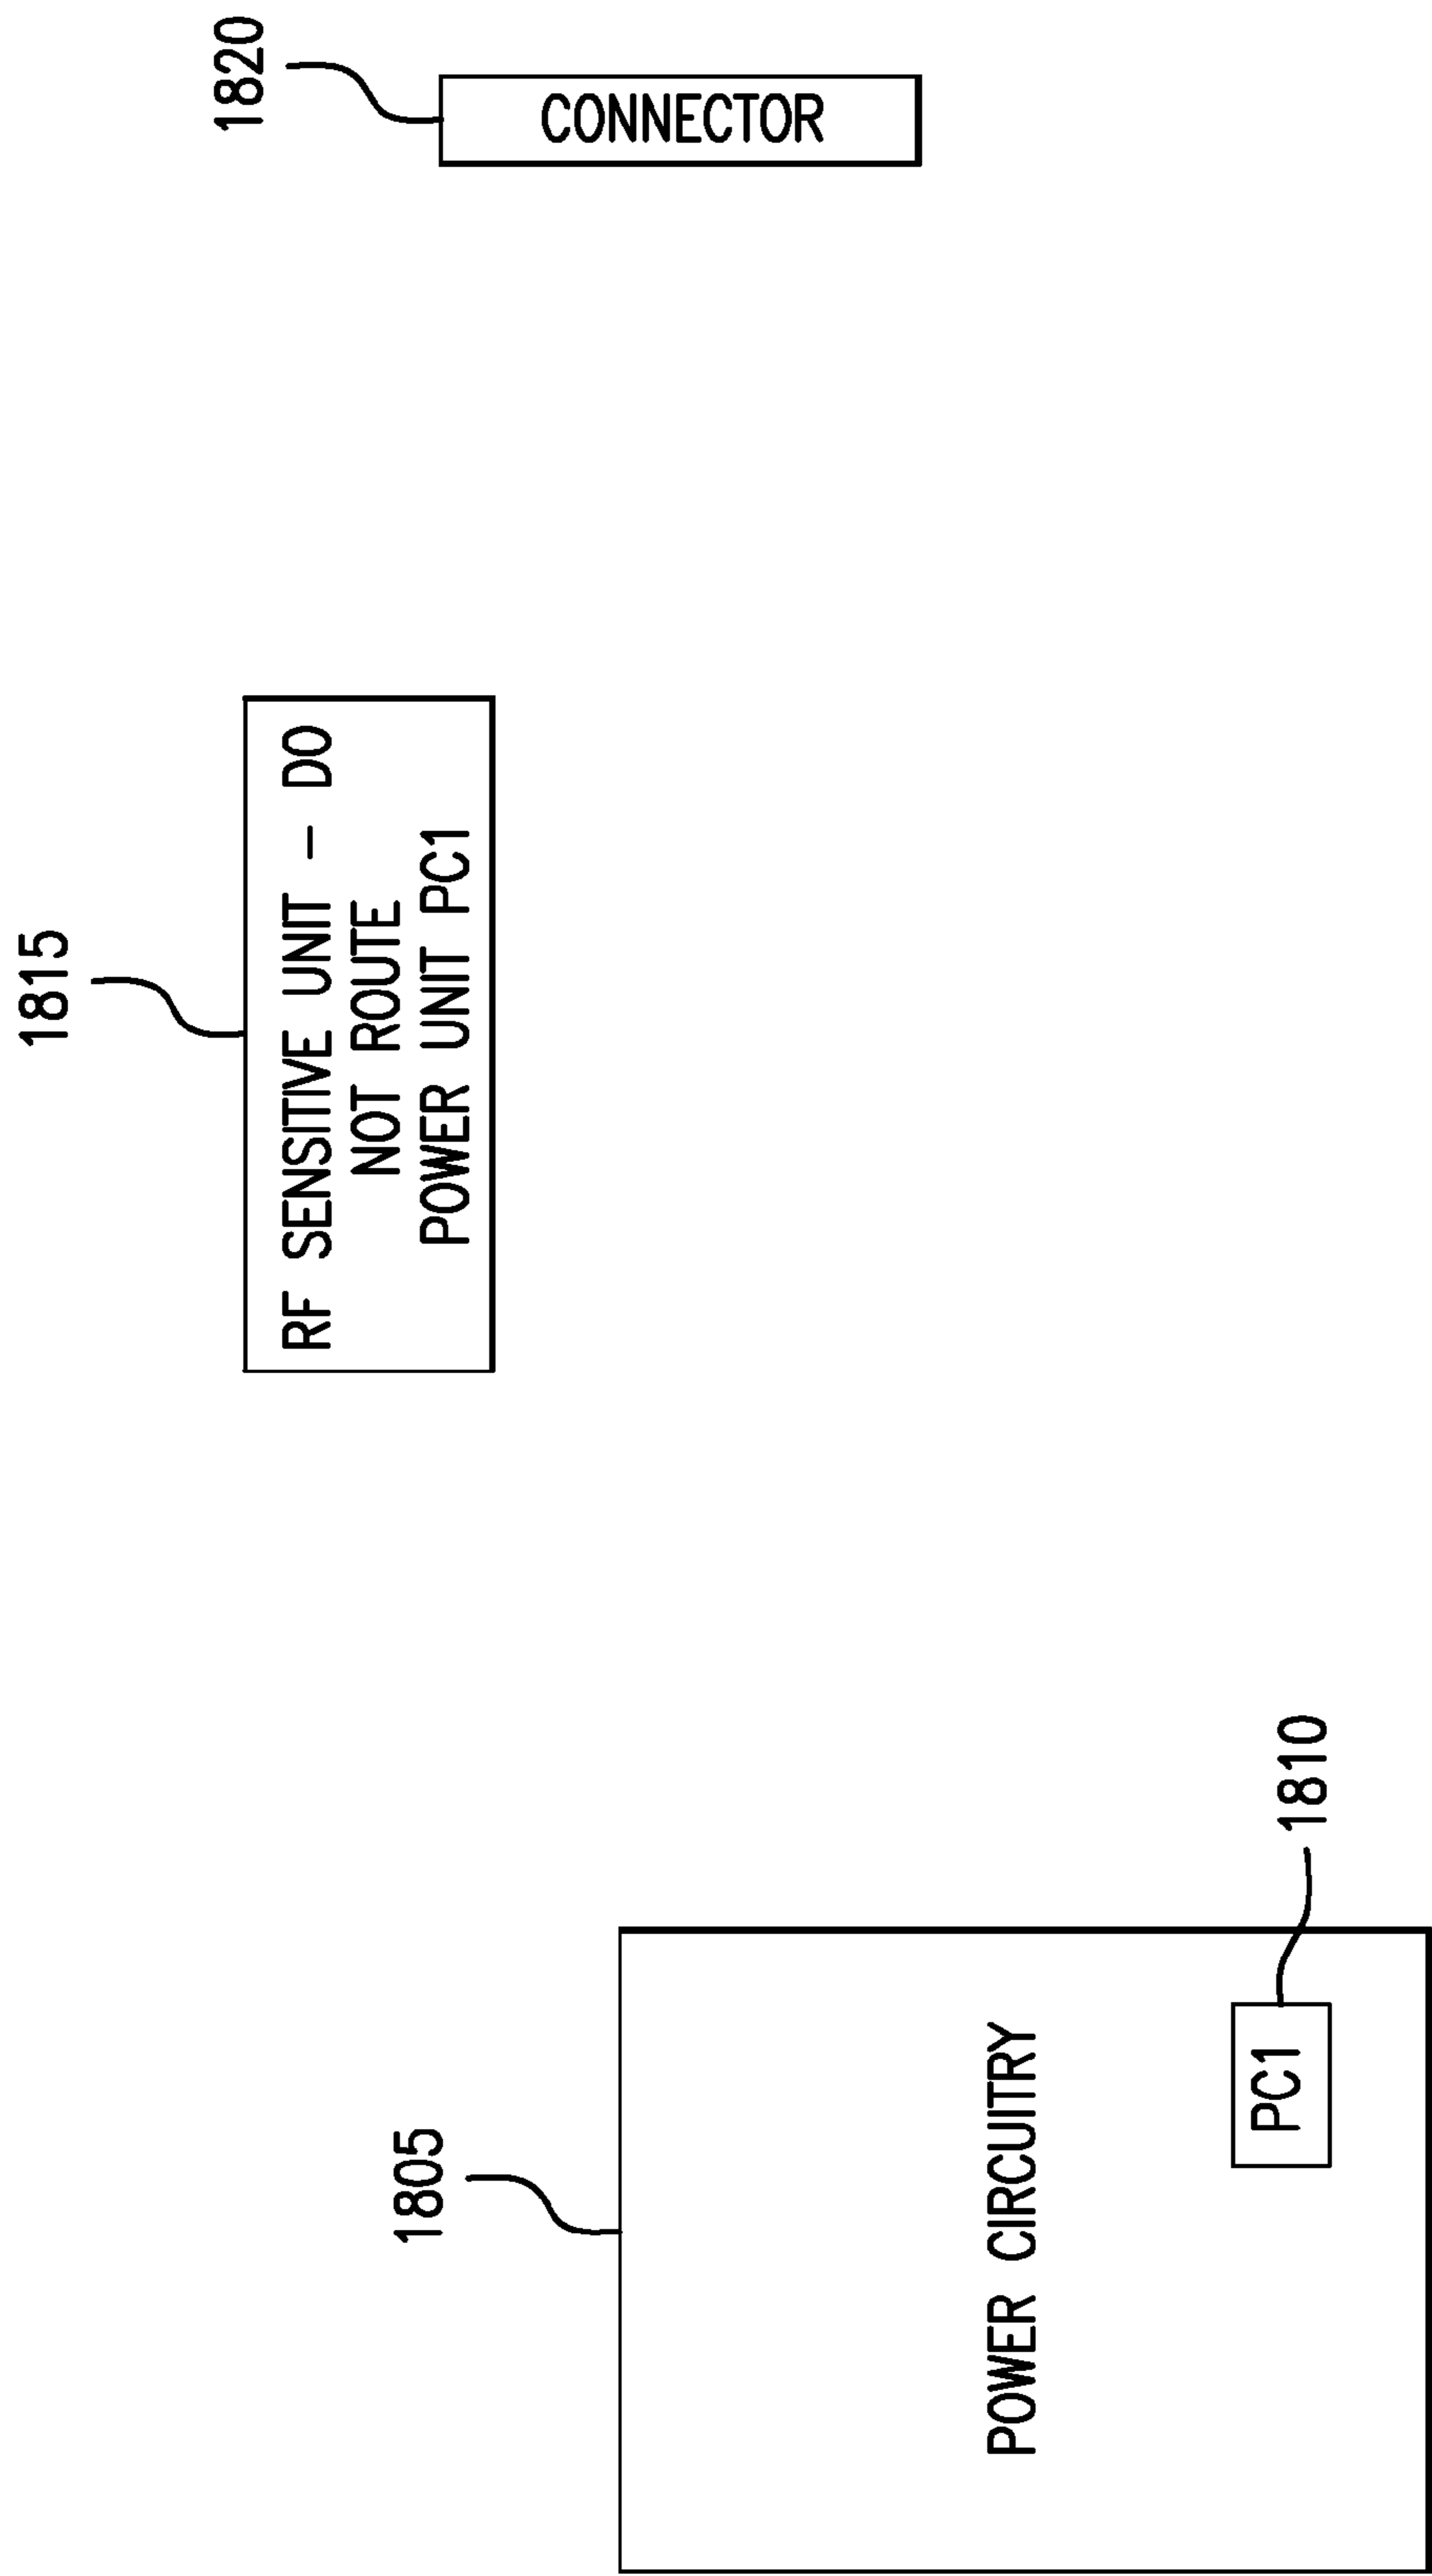 1820
CONNECTOR
1815
RF SENSITIVE UNIT - DO
NOT ROUTE
POWER UNIT PC1
1805
POWER CIRCUITRY
PC1
1810